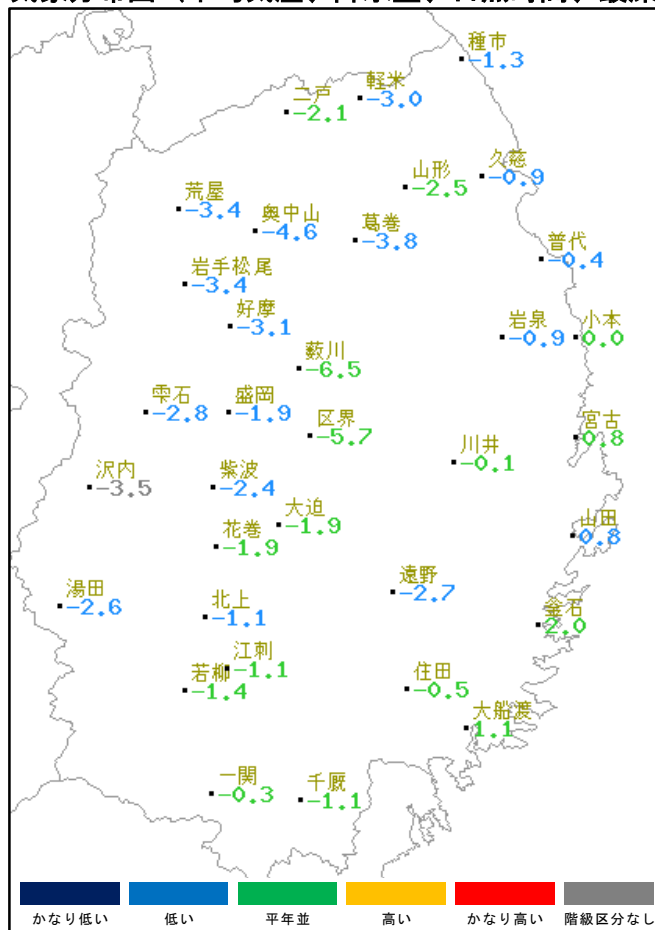 種市
-1.3
軽米
-3.0
二戸
-2.1
久慈
-0.9
山形
-2.5
荒屋
-3.4
奥中山
-4.6
葛巻
-3.8
普代
-0.4
岩手松尾
-3.4
好摩
-3.1
岩泉
-0.9
小本
0.0
薮川
-6.5
雫石
-2.8
盛岡
-1.9
区界
-5.7
宮古
0.8
川井
-0.1
沢内
-3.5
紫波
-2.4
大迫
-1.9
花巻
-1.9
山田
0.8
湯田
-2.6
北上
-1.1
遠野
-2.7
釜石
2.0
江刺
-1.1
若柳
-1.4
住田
-0.5
大船渡
1.1
一関
-0.3
千厩
-1.1
かなり低い 低い 平年並 高い かなり高い 階級区分なし